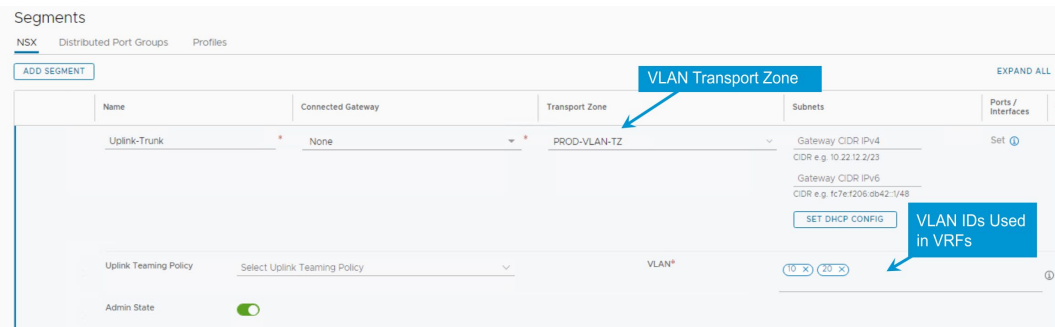 Segments
NSX Distributed Port Groups Profiles
ADD SEGMENT
VLAN Transport Zone
EXPAND ALL
Name Connected Gateway Transport Zone Subnets Ports / Interfaces
Uplink-Trunk * None * PROD-VLAN-TZ Gateway CIDR IPv4 Set
CIDR e.g. 10.22.12.2/23
Gateway CIDR IPv6
CIDR e.g. fc7e:f206:db42::1/48
SET DHCP CONFIG
VLAN IDs Used
in VRFs
Uplink Teaming Policy Select Uplink Teaming Policy VLAN* 10 X 20 X
Admin State